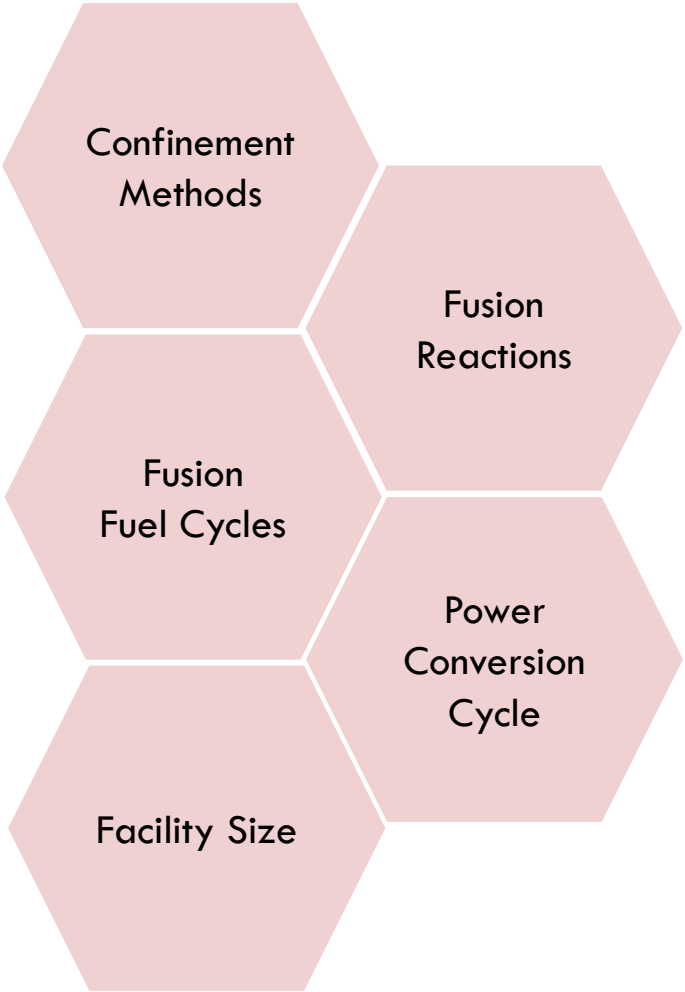 Confinement
Methods
Fusion
Reactions
Fusion
Fuel Cycles
Power
Conversion
Cycle
Facility Size